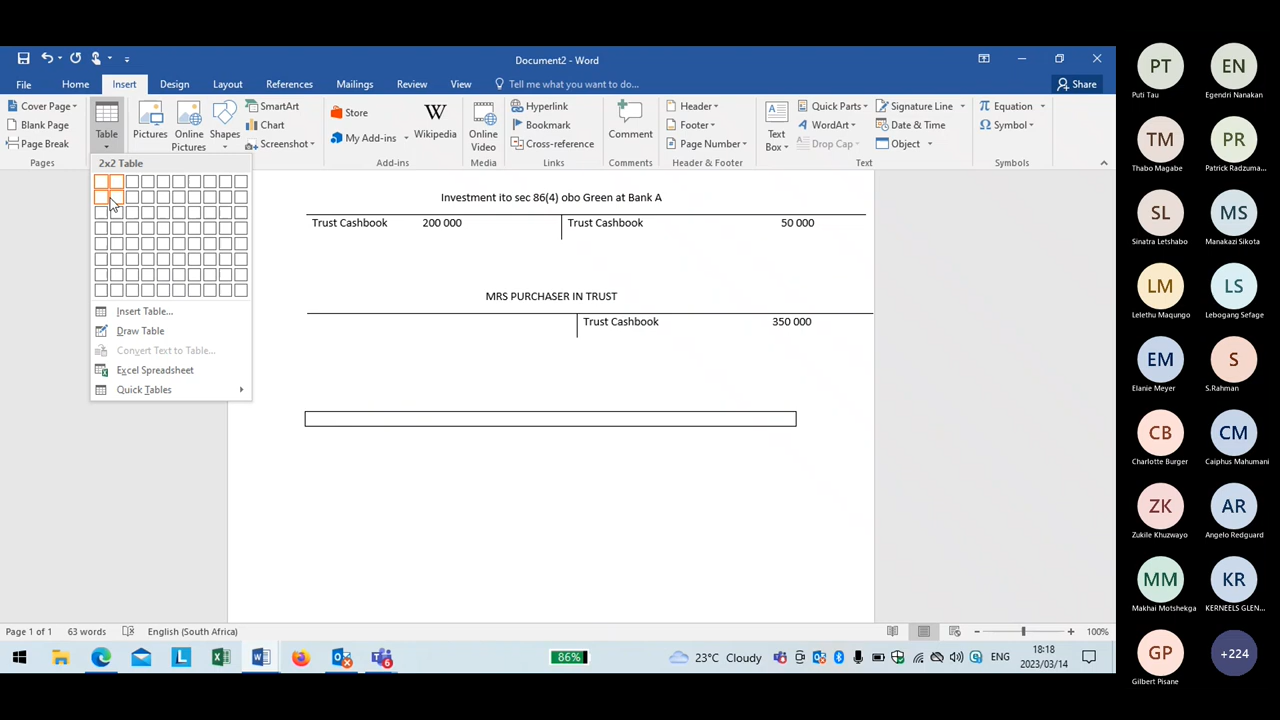 Document2 - Word
File Home Insert Design Layout References Mailings Review View Tell me what you want to do... Share
Cover Page
Blank Page
Page Break
Pages
Table
Pictures
Online
Pictures
Shapes
SmartArt
Chart
Screenshot
Store
My Add-ins
Wikipedia
Add-ins
Online
Video
Media
Hyperlink
Bookmark
Cross-reference
Links
Comment
Comments
Header
Footer
Page Number
Header & Footer
Text
Box
Quick Parts
WordArt
Drop Cap
Signature Line
Date & Time
Object
Text
Equation
Symbol
Symbols
2x2 Table
Insert Table...
Draw Table
Convert Text to Table...
Excel Spreadsheet
Quick Tables
Investment ito sec 86(4) obo Green at Bank A
Trust Cashbook 200 000 Trust Cashbook 50 000
MRS PURCHASER IN TRUST
Trust Cashbook 350 000
Page 1 of 1 63 words English (South Africa) 100%
86% 23°C Cloudy ENG 18:18
2023/03/14
PT EN
Puti Tau Egendri Nanakan
TM PR
Thabo Magabe Patrick Radzuma...
SL MS
Sinatra Letshabo Manakazi Sikota
LM LS
Lelethu Maqungo Lebogang Sefage
EM S
Elanie Meyer S.Rahman
CB CM
Charlotte Burger Caiphus Mahumani
ZK AR
Zukile Khuzwayo Angelo Redguard
MM KR
Makhai Motshekga KERNEELS GLEN...
GP +224
Gilbert Pisane